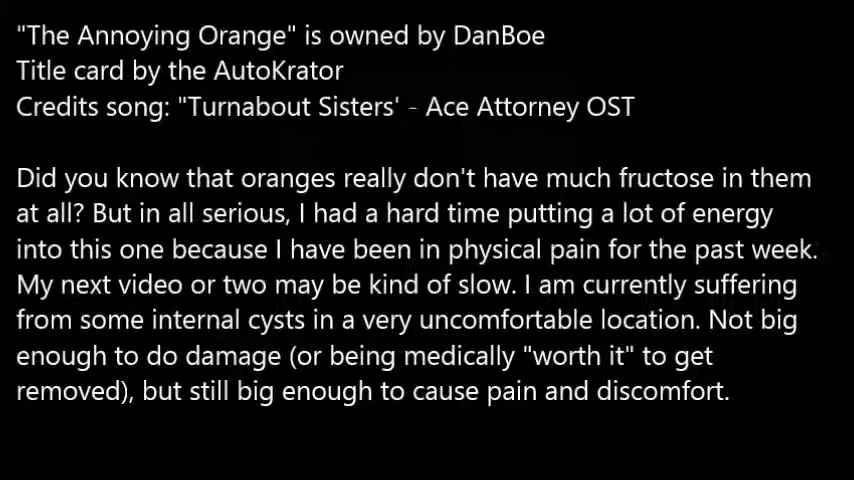 "The Annoying Orange" is owned by DanBoe
Title card by the AutoKrator
Credits song: "Turnabout Sisters' - Ace Attorney OST
Did you know that oranges really don't have much fructose in them
at all? But in all serious, I had a hard time putting a lot of energy
into this one because I have been in physical pain for the past week.
My next video or two may be kind of slow. I am currently suffering
from some internal cysts in a very uncomfortable location. Not big
enough to do damage (or being medically "worth it" to get
removed), but still big enough to cause pain and discomfort.